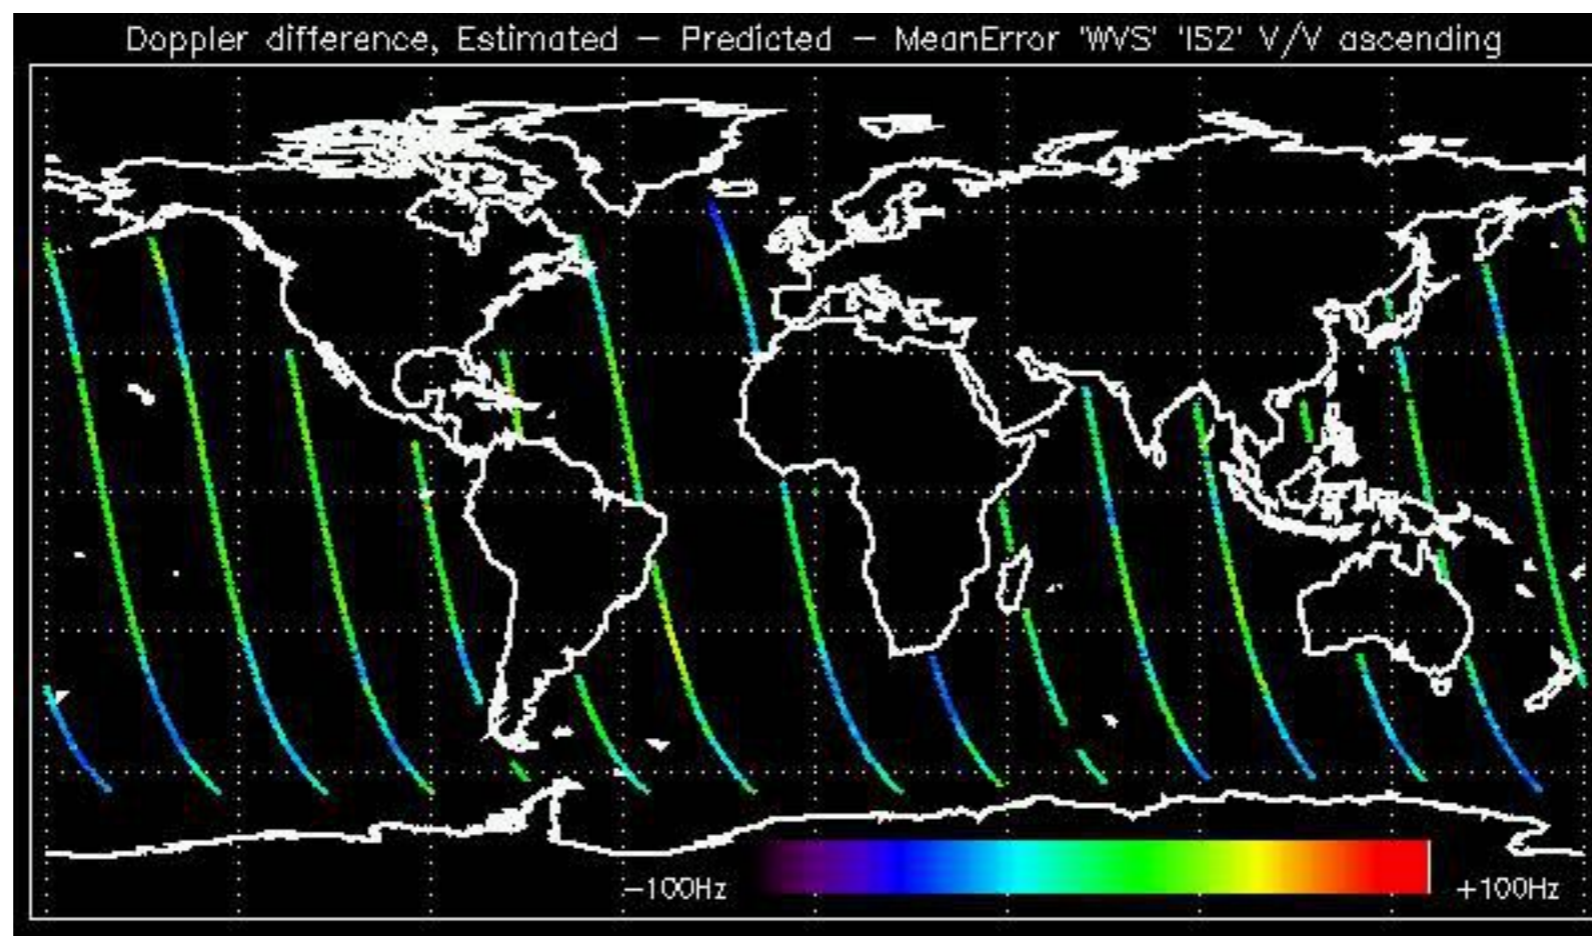 Doppler difference, Estimated – Predicted – MeanError 'WVS' 'IS2' V/V ascending
–100Hz
+100Hz